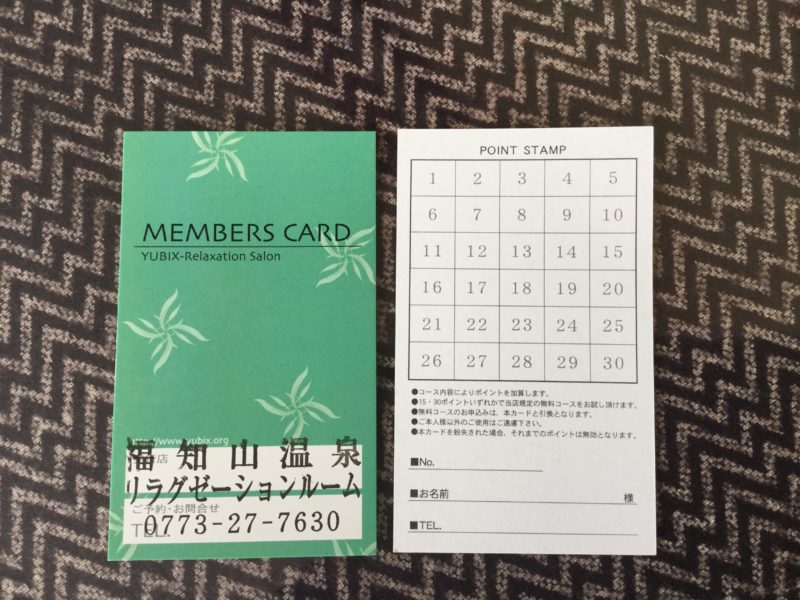 MEMBERS CARD
YUBIX-Relaxation Salon
http://www.yubix.org
店
福知山温泉
リラグゼーションルーム
ご予約・お問合せ
TEL.
0773-27-7630
POINT STAMP
1 2 3 4 5
6 7 8 9 10
11 12 13 14 15
16 17 18 19 20
21 22 23 24 25
26 27 28 29 30
●コース内容によりポイントを加算します。
●15・30ポイントいずれかで当店規定の無料コースをお試し頂けます。
●無料コースのお申込みは、本カードと引換となります。
●ご本人様以外のご使用はご遠慮下さい。
●本カードを紛失された場合、それまでのポイントは無効となります。
■No.
■お名前 様
■TEL.